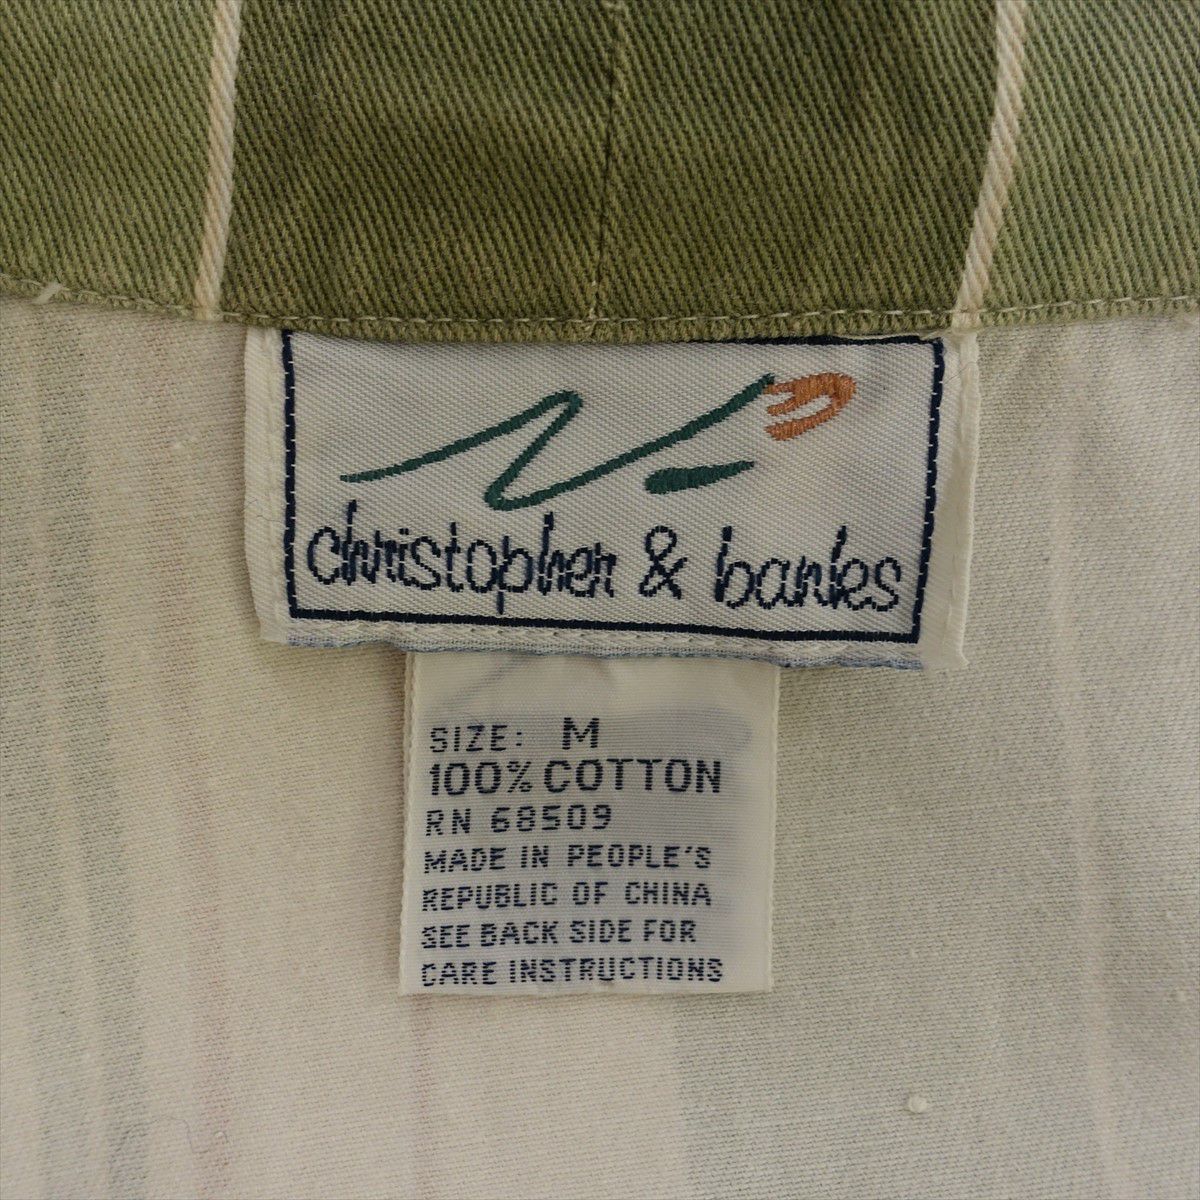 christopher & banks
SIZE: M
100% COTTON
RN 68509
MADE IN PEOPLE'S
REPUBLIC OF CHINA
SEE BACK SIDE FOR
CARE INSTRUCTIONS